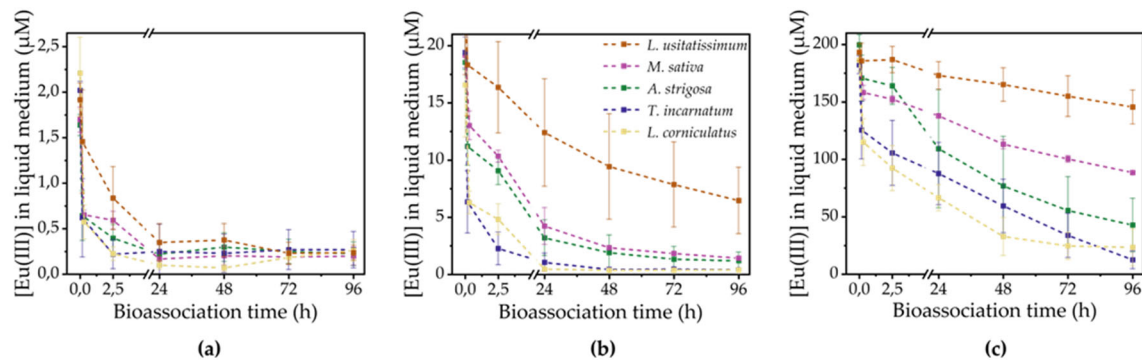 [Eu(III)] in liquid medium (µM)
2,5
2,0
1,5
1,0
0,5
0,0
0,0 2,5 24 48 72 96
Bioassociation time (h)
(a)
[Eu(III)] in liquid medium (µM)
20
15
10
5
0
L. usitatissimum
M. sativa
A. strigosa
T. incarnatum
L. corniculatus
0,0 2,5 24 48 72 96
Bioassociation time (h)
(b)
[Eu(III)] in liquid medium (µM)
200
150
100
50
0
0,0 2,5 24 48 72 96
Bioassociation time (h)
(c)